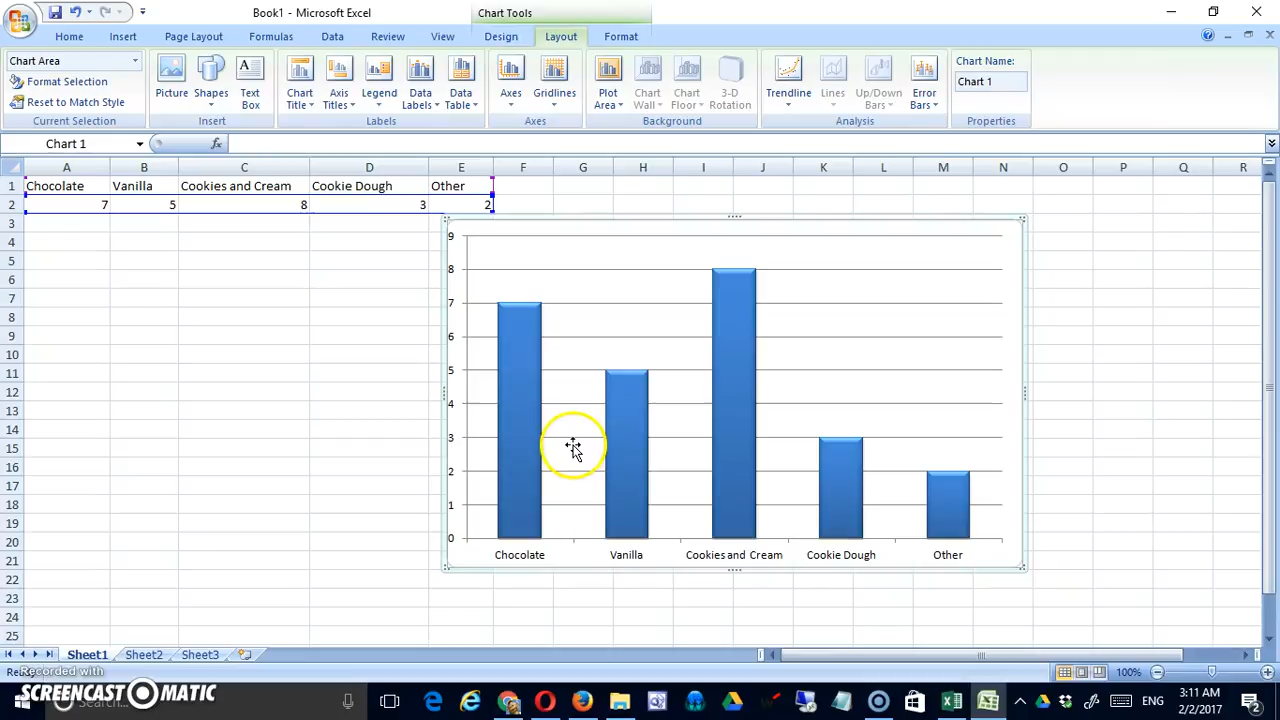 Book1 - Microsoft Excel
Chart Tools
Home Insert Page Layout Formulas Data Review View Design Layout Format
Chart Area
Format Selection
Reset to Match Style
Current Selection
Picture Shapes Text Box
Insert
Chart Title Axis Titles Legend Data Labels Data Table
Labels
Axes Gridlines
Axes
Plot Area Chart Wall Chart Floor 3-D Rotation
Background
Trendline Lines Up/Down Bars Error Bars
Analysis
Chart Name:
Chart 1
Properties
Chart 1 fx
A B C D E F G H I J K L M N O P Q R
1 Chocolate Vanilla Cookies and Cream Cookie Dough Other
2 7 5 8 3 2
3
4
5
6
7
8
9
10
11
12
13
14
15
16
17
18
19
20
21
22
23
24
25
9
8
7
6
5
4
3
2
1
0
Chocolate Vanilla Cookies and Cream Cookie Dough Other
Sheet1 Sheet2 Sheet3
Recorded with
100%
SCREENCAST MATIC
Search
ENG
3:11 AM
2/2/2017
2